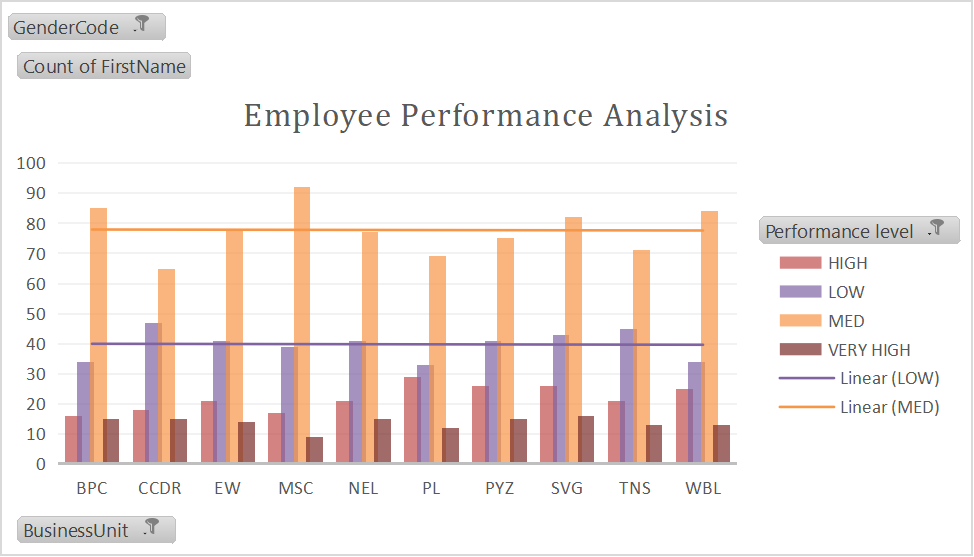 GenderCode
Count of FirstName
Employee Performance Analysis
100
90
80
70
60
50
40
30
20
10
0
BPC CCDR EW MSC NEL PL PYZ SVG TNS WBL
Performance level
HIGH
LOW
MED
VERY HIGH
Linear (LOW)
Linear (MED)
BusinessUnit